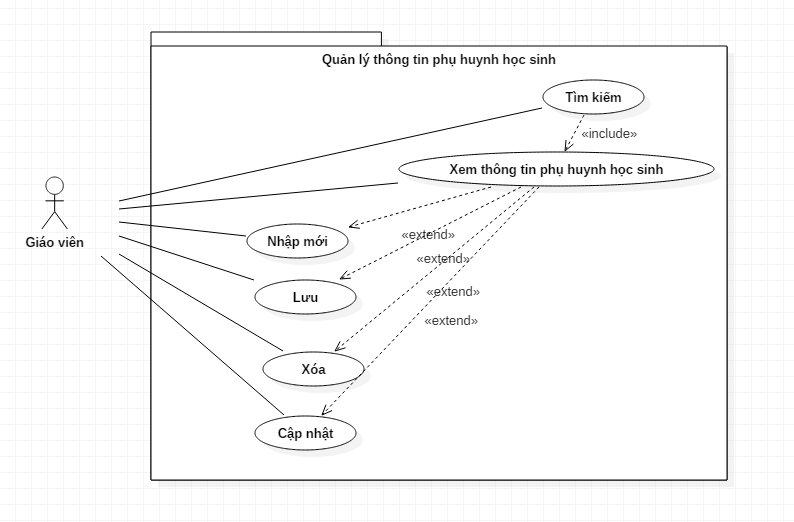 Quản lý thông tin phụ huynh học sinh
Tìm kiếm
«include»
Xem thông tin phụ huynh học sinh
Giáo viên
Nhập mới
«extend»
«extend»
Lưu
«extend»
«extend»
Xóa
Cập nhật